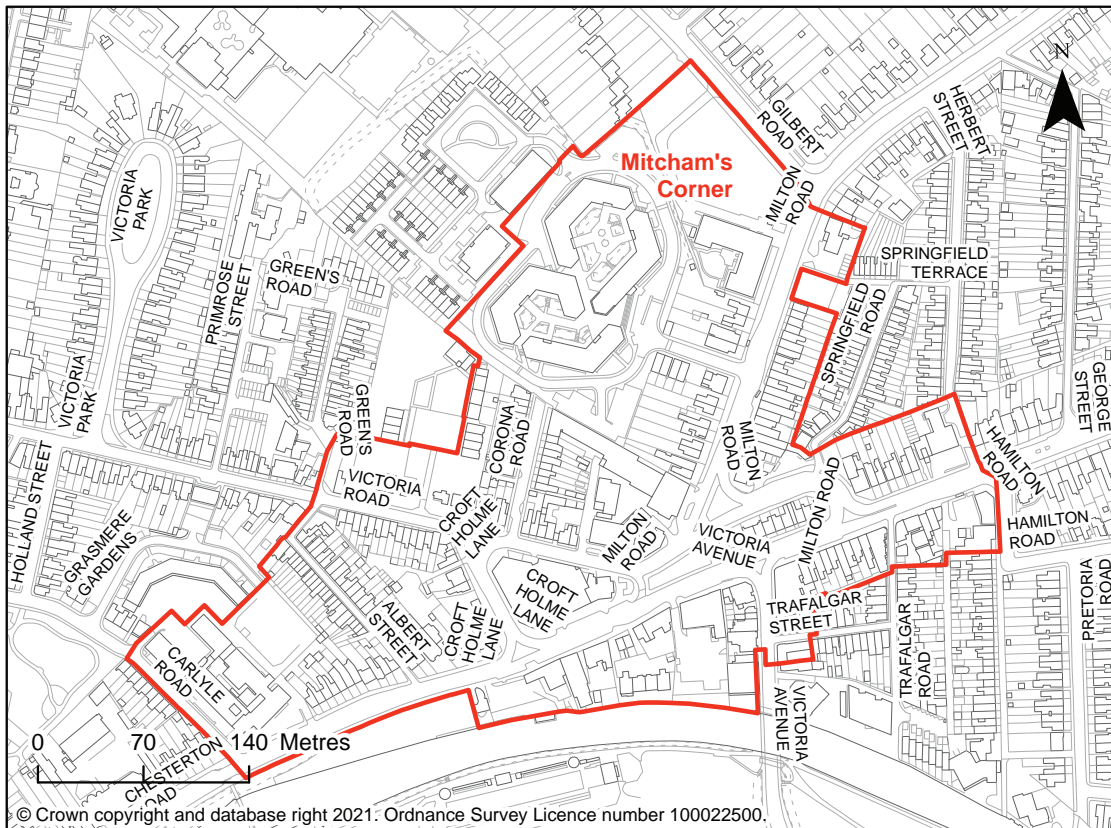 N
GILBERT
ROAD
HERBERT
STREET
Mitcham's
Corner
MILTON
ROAD
VICTORIA
PARK
SPRINGFIELD
TERRACE
GREEN'S
ROAD
PRIMROSE
STREET
SPRINGFIELD
ROAD
VICTORIA
PARK
GEORGE
STREET
GREEN'S
ROAD
CORONA
ROAD
MILTON
ROAD
HAMILTON
ROAD
HOLLAND STREET
VICTORIA
ROAD
CROFT
HOLME
LANE
MILTON ROAD
GRASMERE
GARDENS
MILTON
ROAD
VICTORIA
AVENUE
HAMILTON
ROAD
CROFT
HOLME
LANE
PRETORIA
ROAD
ALBERT
STREET
CROFT
HOLME
LANE
TRAFALGAR
STREET
TRAFALGAR
ROAD
CARLYLE
ROAD
VICTORIA
AVENUE
0 70 140 Metres
CHESTERTON
ROAD
© Crown copyright and database right 2021. Ordnance Survey Licence number 100022500.